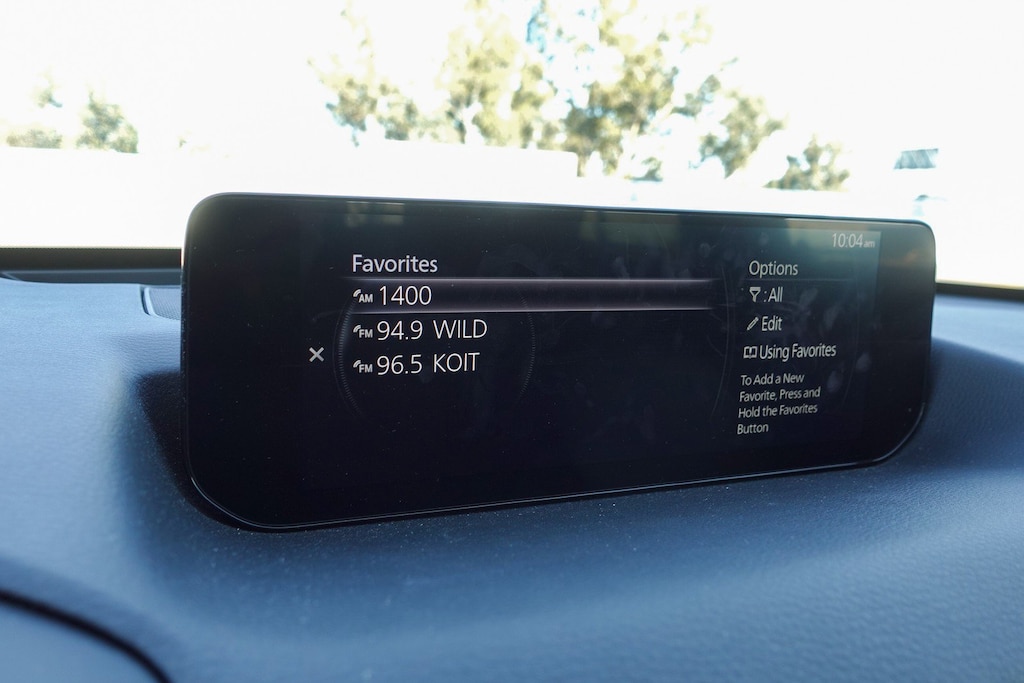 10:04 am
Favorites
AM 1400
FM 94.9 WILD
FM 96.5 KOIT
Options
: All
Edit
Using Favorites
To Add a New
Favorite, Press and
Hold the Favorites
Button